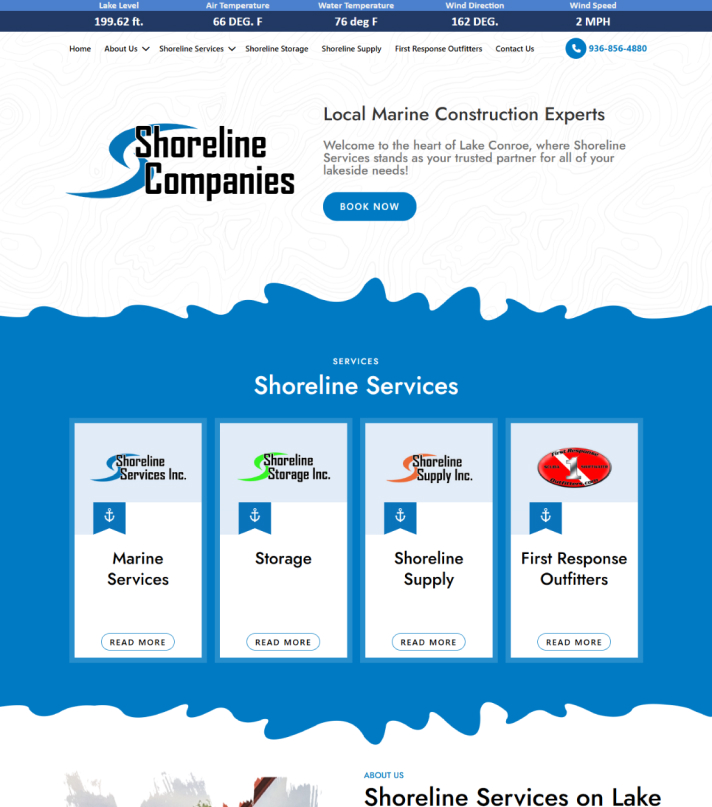 Lake Level Air Temperature Water Temperature Wind Direction Wind Speed
199.62 ft. 66 DEG. F 76 deg F 162 DEG. 2 MPH
Home About Us Shoreline Services Shoreline Storage Shoreline Supply First Response Outfitters Contact Us 936-856-4880
Shoreline
Companies
Local Marine Construction Experts
Welcome to the heart of Lake Conroe, where Shoreline
Services stands as your trusted partner for all of your
lakeside needs!
BOOK NOW
SERVICES
Shoreline Services
Shoreline
Services Inc.
Marine
Services
READ MORE
Shoreline
Storage Inc.
Storage
READ MORE
Shoreline
Supply Inc.
Shoreline
Supply
READ MORE
First Response
First Response
Outfitters
READ MORE
ABOUT US
Shoreline Services on Lake